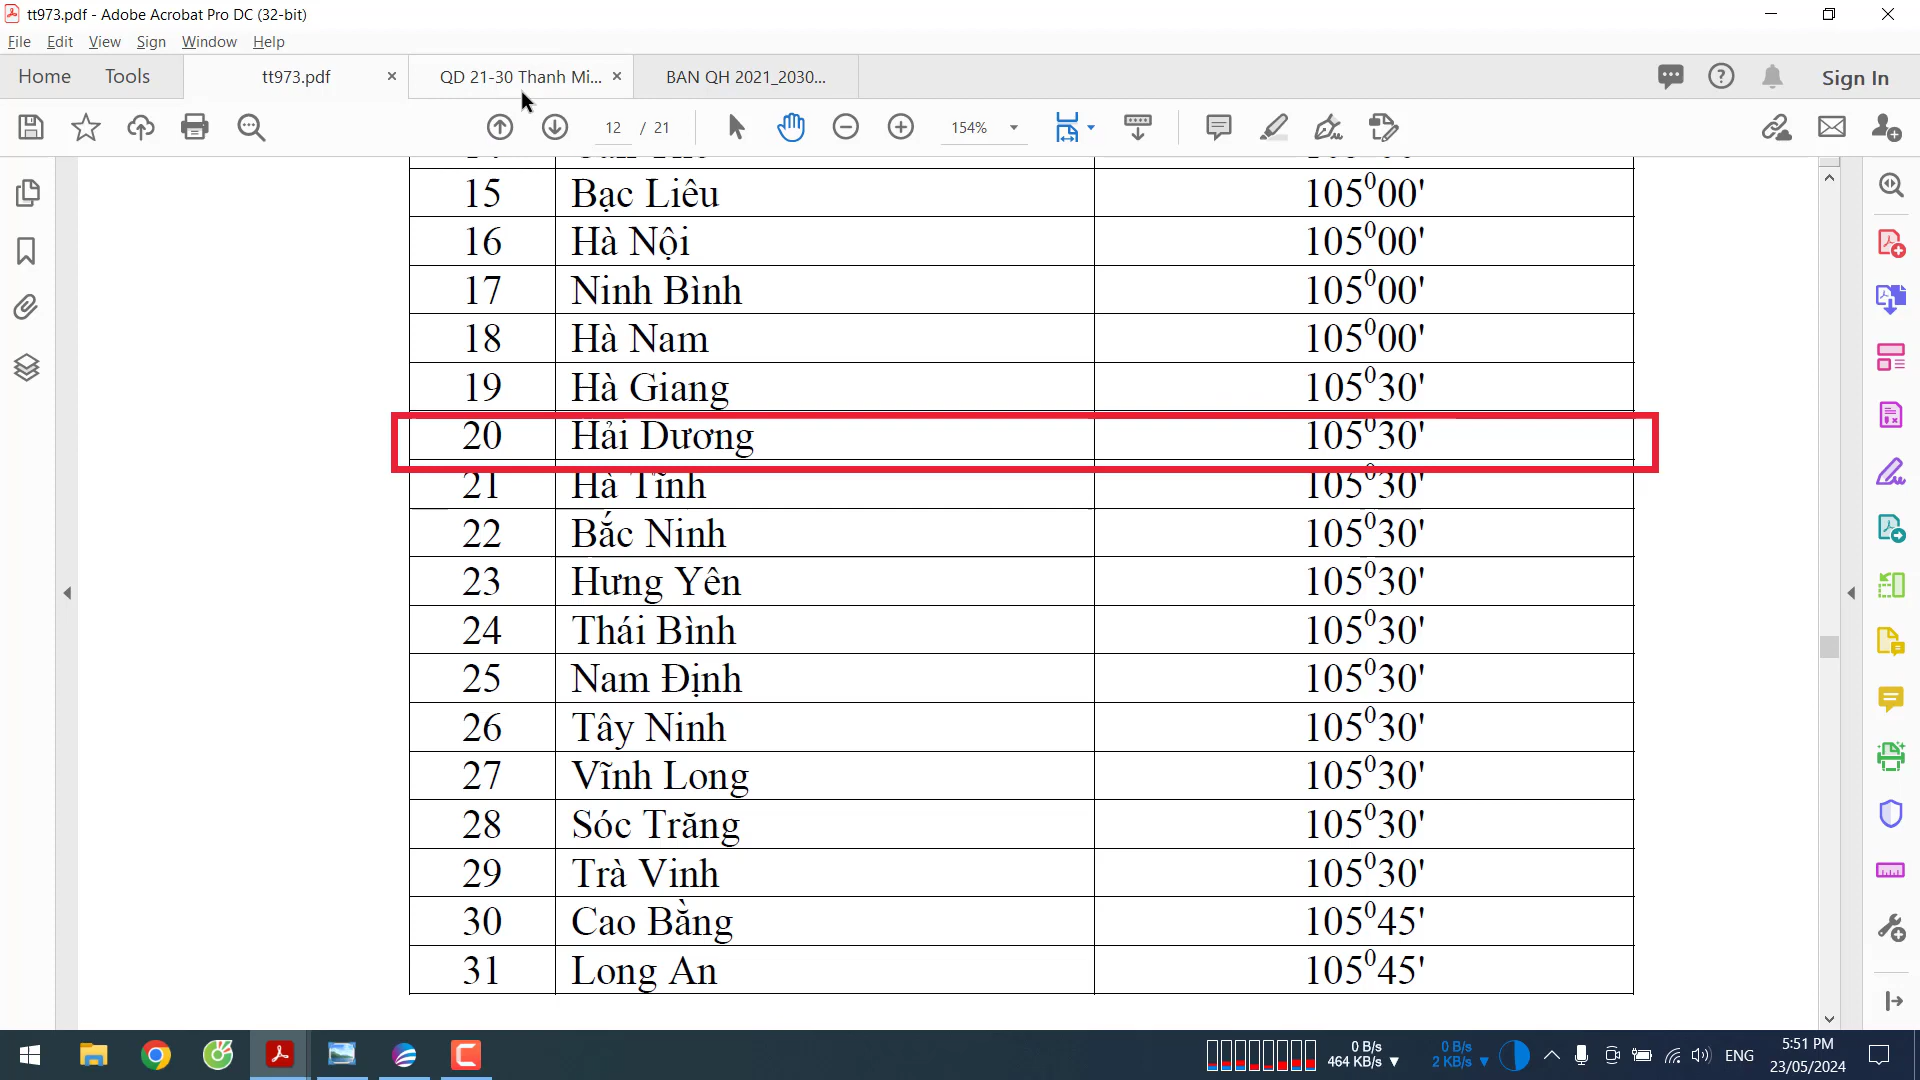 tt973.pdf - Adobe Acrobat Pro DC (32-bit)
File Edit View Sign Window Help
Home Tools tt973.pdf QD 21-30 Thanh Mi... BAN QH 2021_2030... Sign In
12 / 21 154%
15 Bạc Liêu 105⁰00'
16 Hà Nội 105⁰00'
17 Ninh Bình 105⁰00'
18 Hà Nam 105⁰00'
19 Hà Giang 105⁰30'
20 Hải Dương 105⁰30'
21 Hà Tĩnh 105⁰30'
22 Bắc Ninh 105⁰30'
23 Hưng Yên 105⁰30'
24 Thái Bình 105⁰30'
25 Nam Định 105⁰30'
26 Tây Ninh 105⁰30'
27 Vĩnh Long 105⁰30'
28 Sóc Trăng 105⁰30'
29 Trà Vinh 105⁰30'
30 Cao Bằng 105⁰45'
31 Long An 105⁰45'
0 B/s 0 B/s 5:51 PM
464 KB/s 2 KB/s ENG 23/05/2024